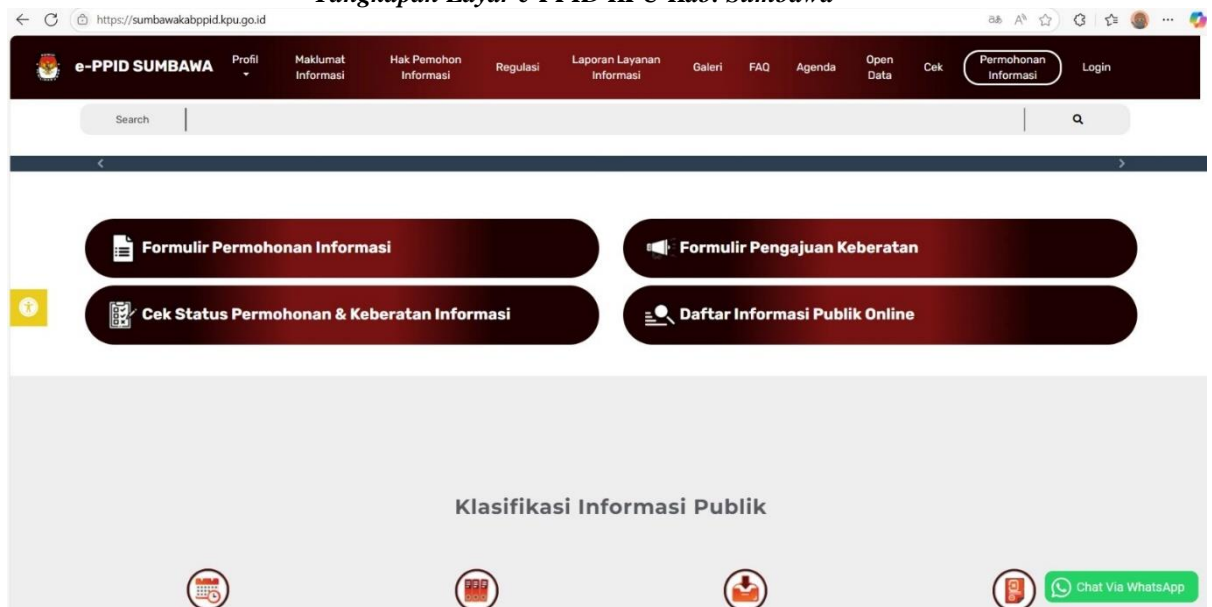 Tangkapan Layar e-PPID KPU Kab. Sumbawa
https://sumbawakabppid.kpu.go.id
e-PPID SUMBAWA
Profil
Maklumat
Informasi
Hak Pemohon
Informasi
Regulasi
Laporan Layanan
Informasi
Galeri
FAQ
Agenda
Open
Data
Cek
Permohonan
Informasi
Login
Search
Formulir Permohonan Informasi
Formulir Pengajuan Keberatan
Cek Status Permohonan & Keberatan Informasi
Daftar Informasi Publik Online
Klasifikasi Informasi Publik
Chat Via WhatsApp